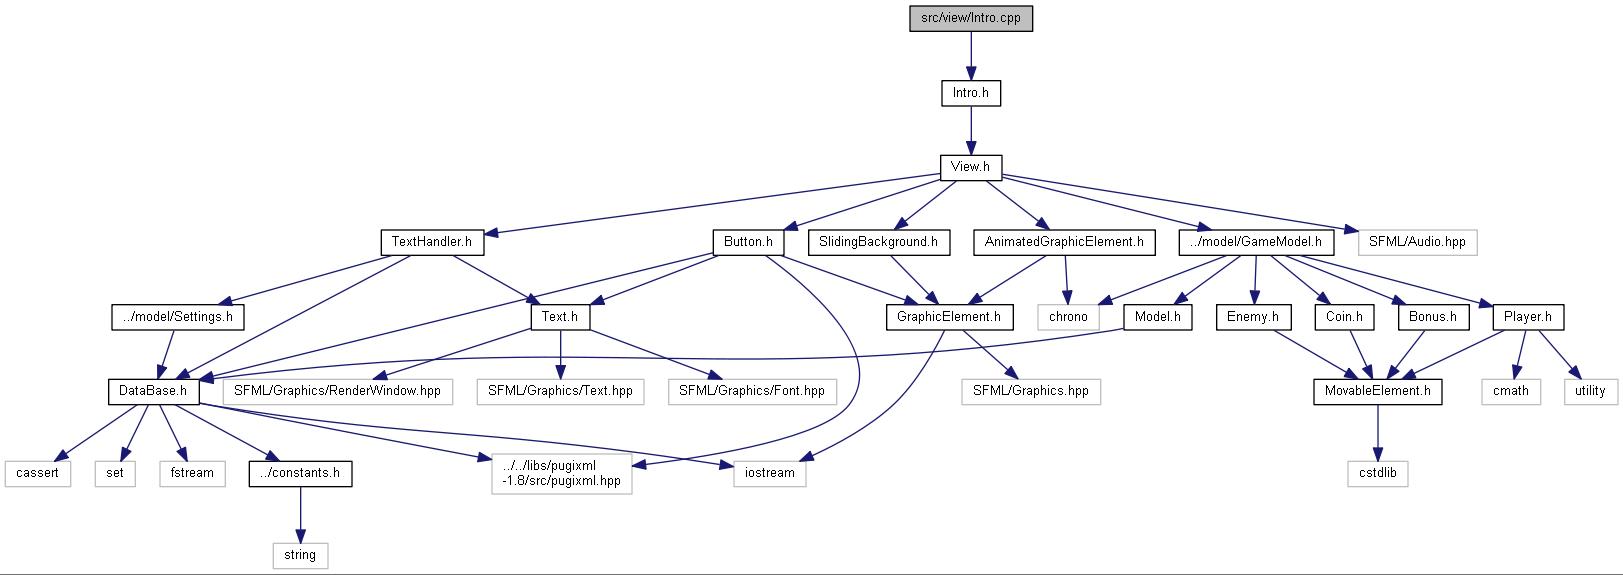 src/view/Intro.cpp
Intro.h
View.h
TextHandler.h
Button.h
SlidingBackground.h
AnimatedGraphicElement.h
../model/GameModel.h
SFML/Audio.hpp
../model/Settings.h
Text.h
GraphicElement.h
chrono
Model.h
Enemy.h
Coin.h
Bonus.h
Player.h
DataBase.h
SFML/Graphics/RenderWindow.hpp
SFML/Graphics/Text.hpp
SFML/Graphics/Font.hpp
SFML/Graphics.hpp
MovableElement.h
cmath
utility
cassert
set
fstream
../constants.h
../../libs/pugixml
-1.8/src/pugixml.hpp
iostream
cstdlib
string